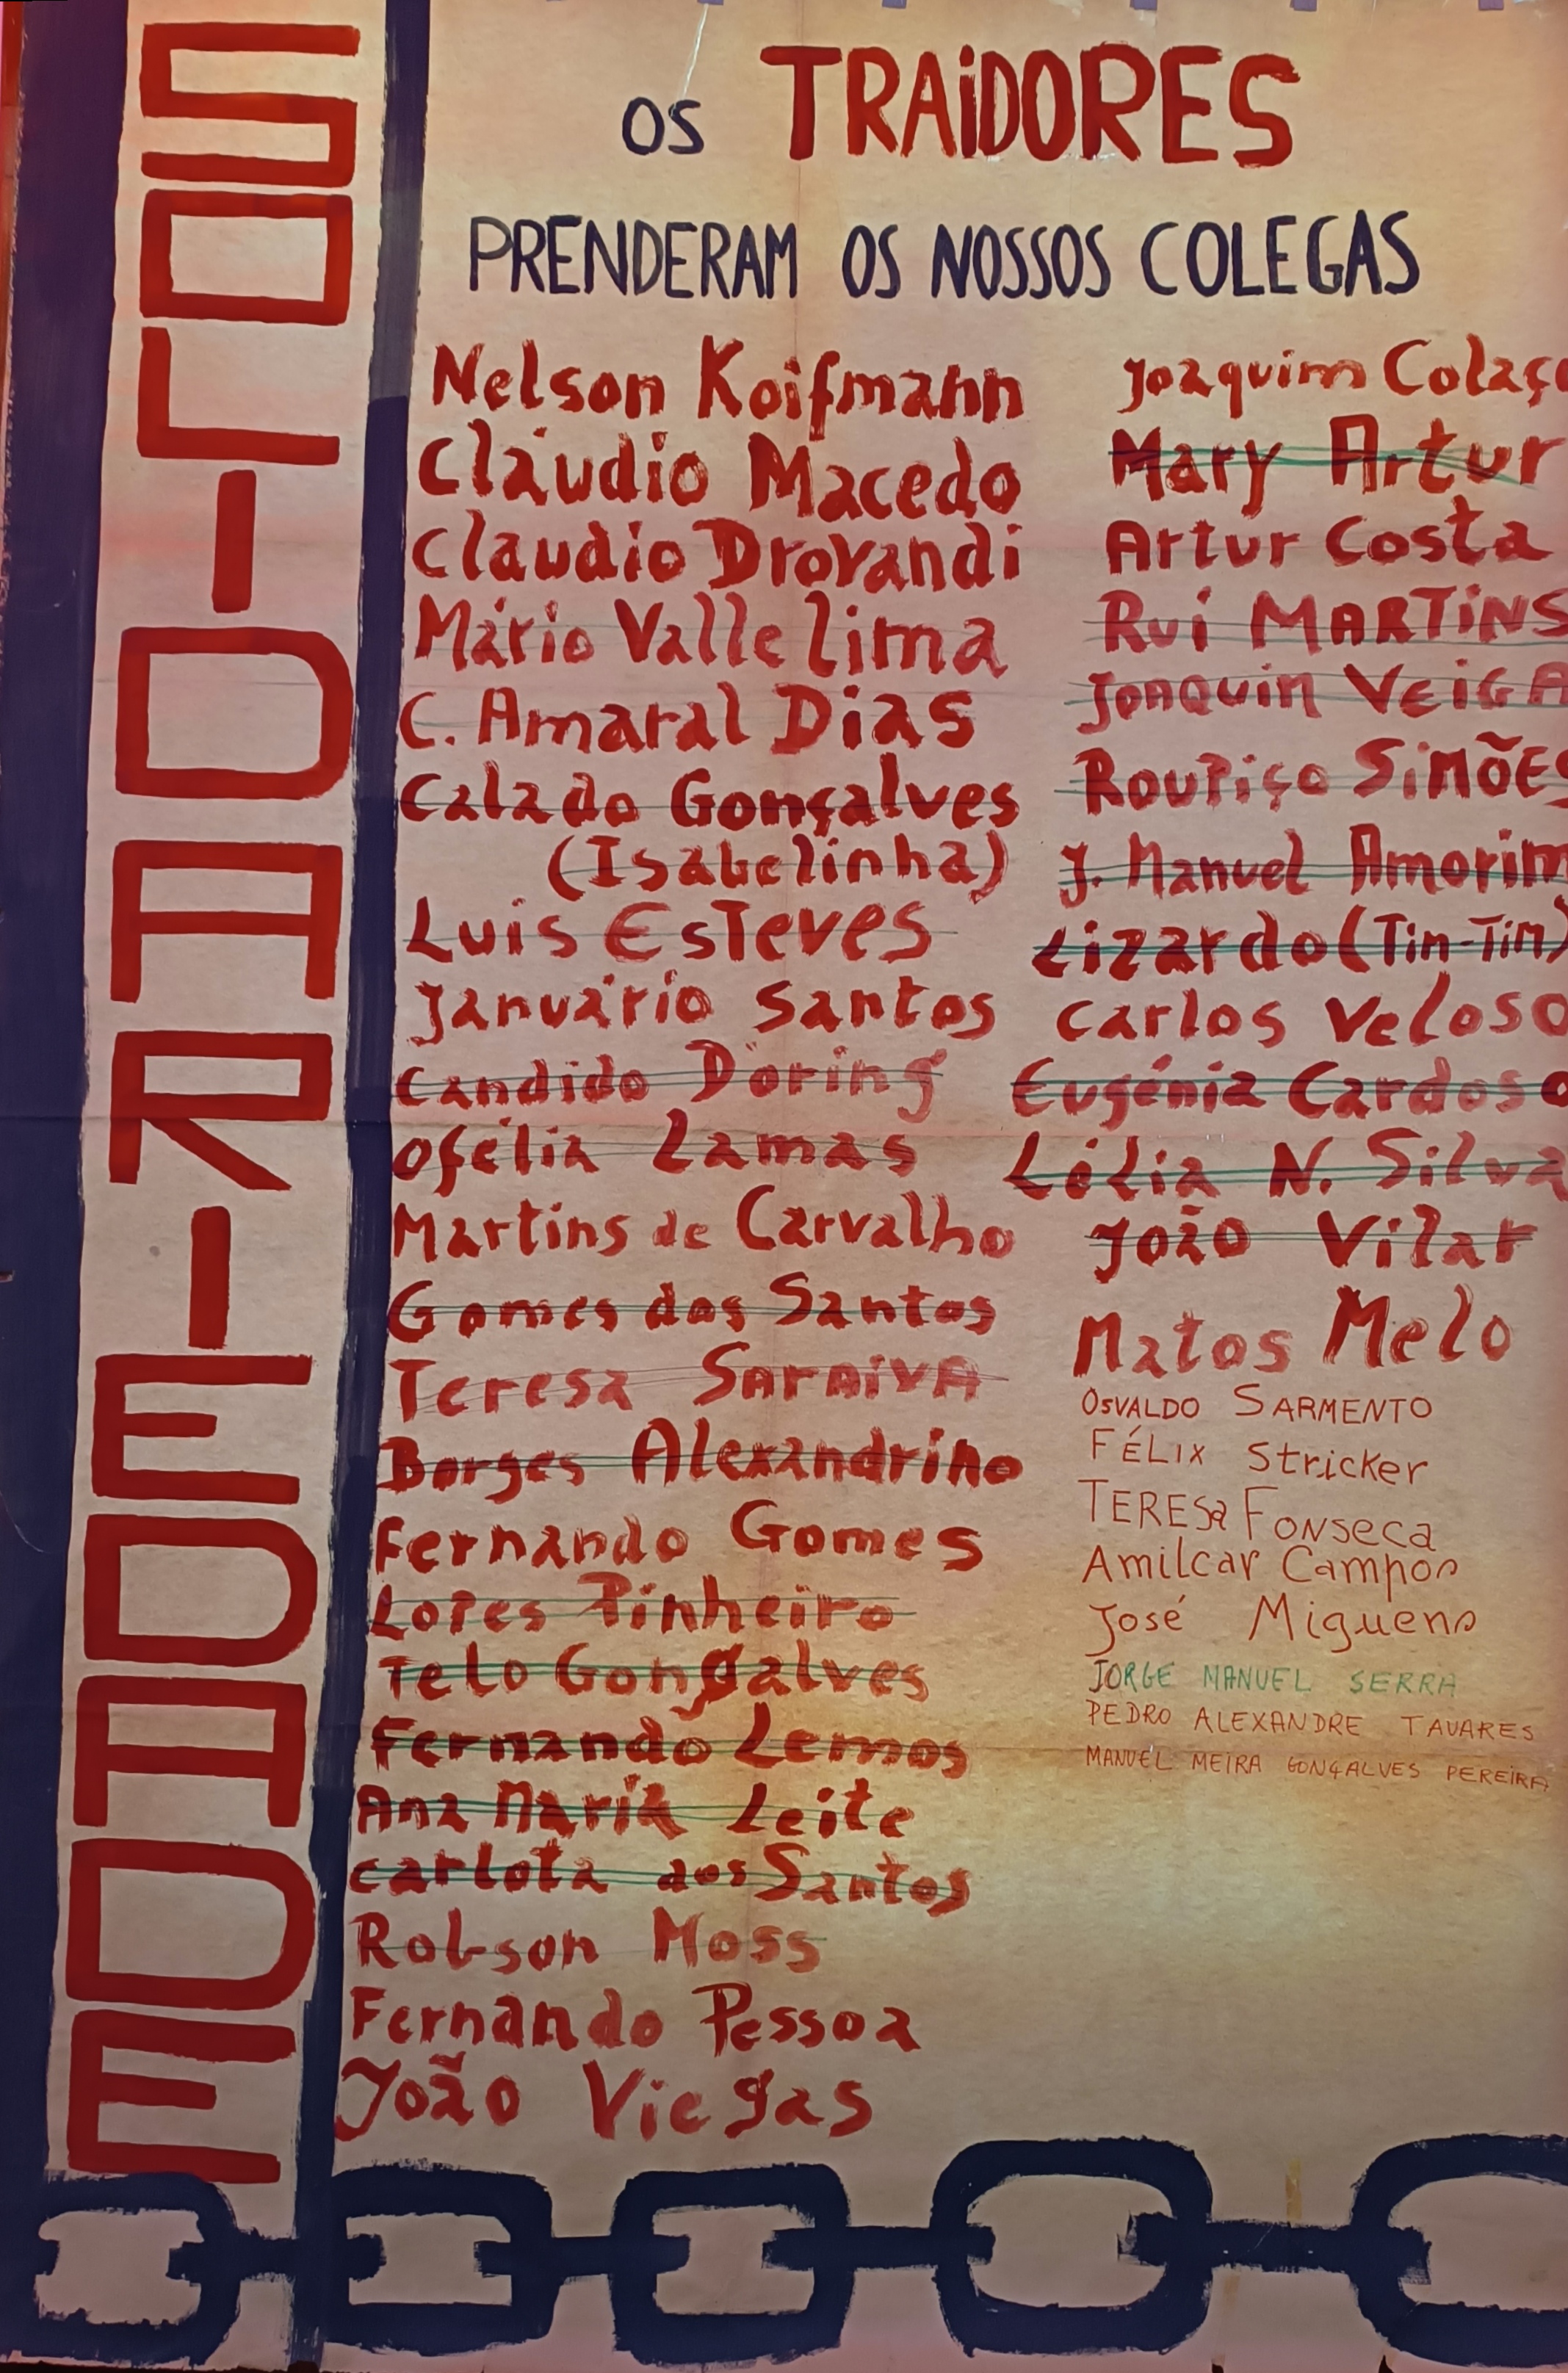 SOLIDARIEDADE
OS TRAiDORES
PRENDERAM OS NOSSOS COLEGAS
Nelson Koifmann
Cláudio Macedo
Claudio Drovandi
Mário Valle lima
C. Amaral Dias
Calado Gonçalves
(Isabelinha)
Luis Esteves
Januário Santos
Candido Döring
Ofélia Lamas
Martins de Carvalho
Gomes dos Santos
Teresa Saraiva
Borges Alexandrino
Fernando Gomes
Lopes Pinheiro
Telo Gonçalves
Fernando Lemos
Ana Maria Leite
Carlota dos Santos
Robson Moss
Fernando Pessoa
João Viegas
Joaquim Colaço
Mary Artur
Artur Costa
Rui MARTiNS
JOAQuin VEiGA
Roupiço SiMÕES
J. Manuel Amorim
Lizardo (Tim-Tim)
Carlos Veloso
Eugénia Cardoso
Lélia N. Silva
João Vilar
Matos Melo
OSVALDO SARMENTO
FÉLIX Stricker
TERESa FONSeca
Amilcar Campos
José Miguens
JORGE MANUEL SERRA
PEDRO ALEXANDRE TAVARES
MANUEL MEIRA GONÇALVES PEREIRA